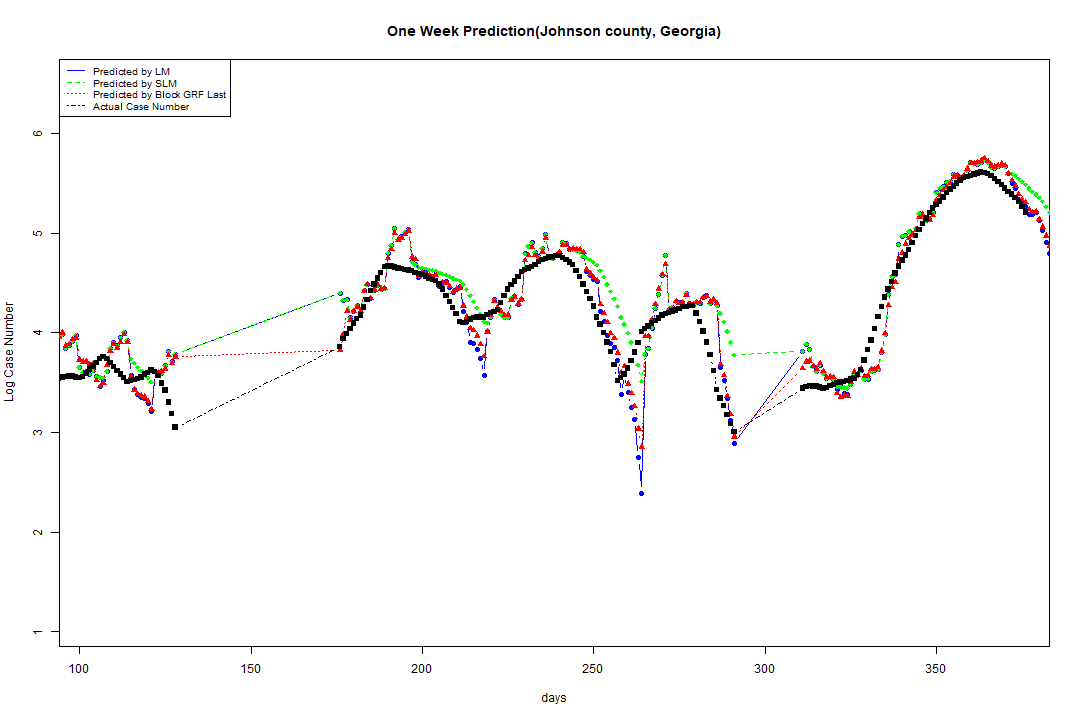 One Week Prediction(Johnson county, Georgia)
Predicted by LM
Predicted by SLM
Predicted by Block GRF Last
Actual Case Number
Log Case Number
6
5
4
3
2
1
100 150 200 250 300 350
days